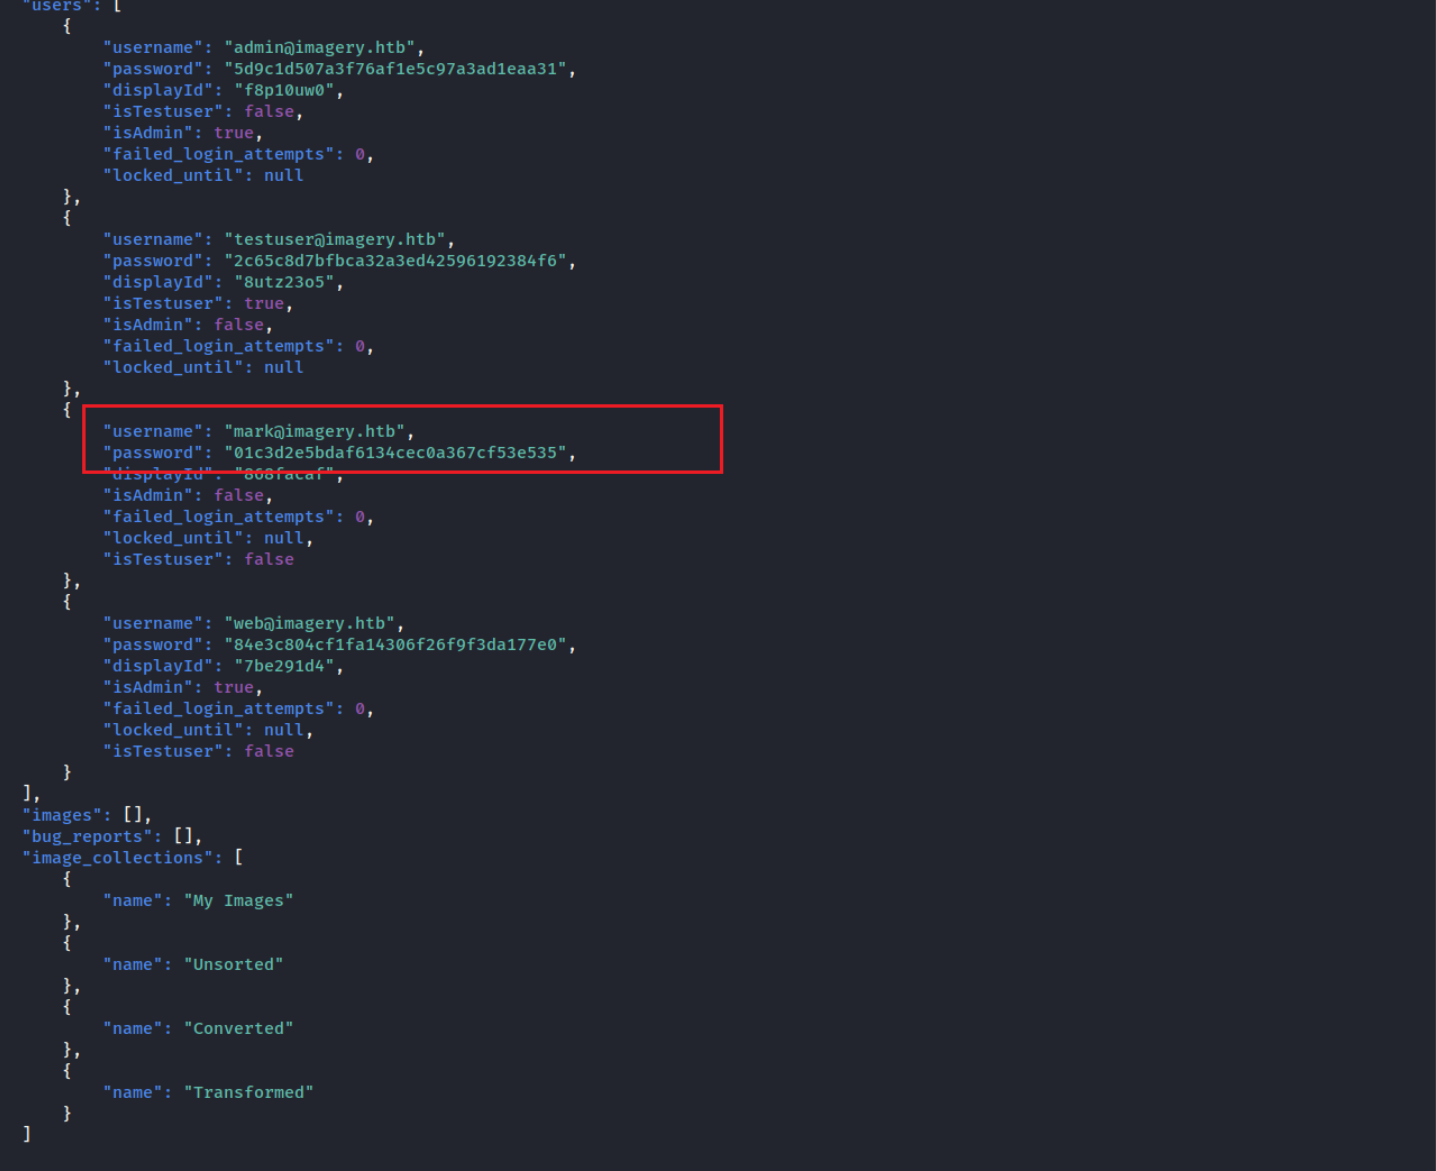 "users": [
{
"username": "admin@imagery.htb",
"password": "5d9c1d507a3f76af1e5c97a3ad1eaa31",
"displayId": "f8p10uw0",
"isTestuser": false,
"isAdmin": true,
"failed_login_attempts": 0,
"locked_until": null
},
{
"username": "testuser@imagery.htb",
"password": "2c65c8d7bfbca32a3ed42596192384f6",
"displayId": "8utz23o5",
"isTestuser": true,
"isAdmin": false,
"failed_login_attempts": 0,
"locked_until": null
},
{
"username": "mark@imagery.htb",
"password": "01c3d2e5bdaf6134cec0a367cf53e535",
"displayId": "868facaf",
"isAdmin": false,
"failed_login_attempts": 0,
"locked_until": null,
"isTestuser": false
},
{
"username": "web@imagery.htb",
"password": "84e3c804cf1fa14306f26f9f3da177e0",
"displayId": "7be291d4",
"isAdmin": true,
"failed_login_attempts": 0,
"locked_until": null,
"isTestuser": false
}
],
"images": [],
"bug_reports": [],
"image_collections": [
{
"name": "My Images"
},
{
"name": "Unsorted"
},
{
"name": "Converted"
},
{
"name": "Transformed"
}
]